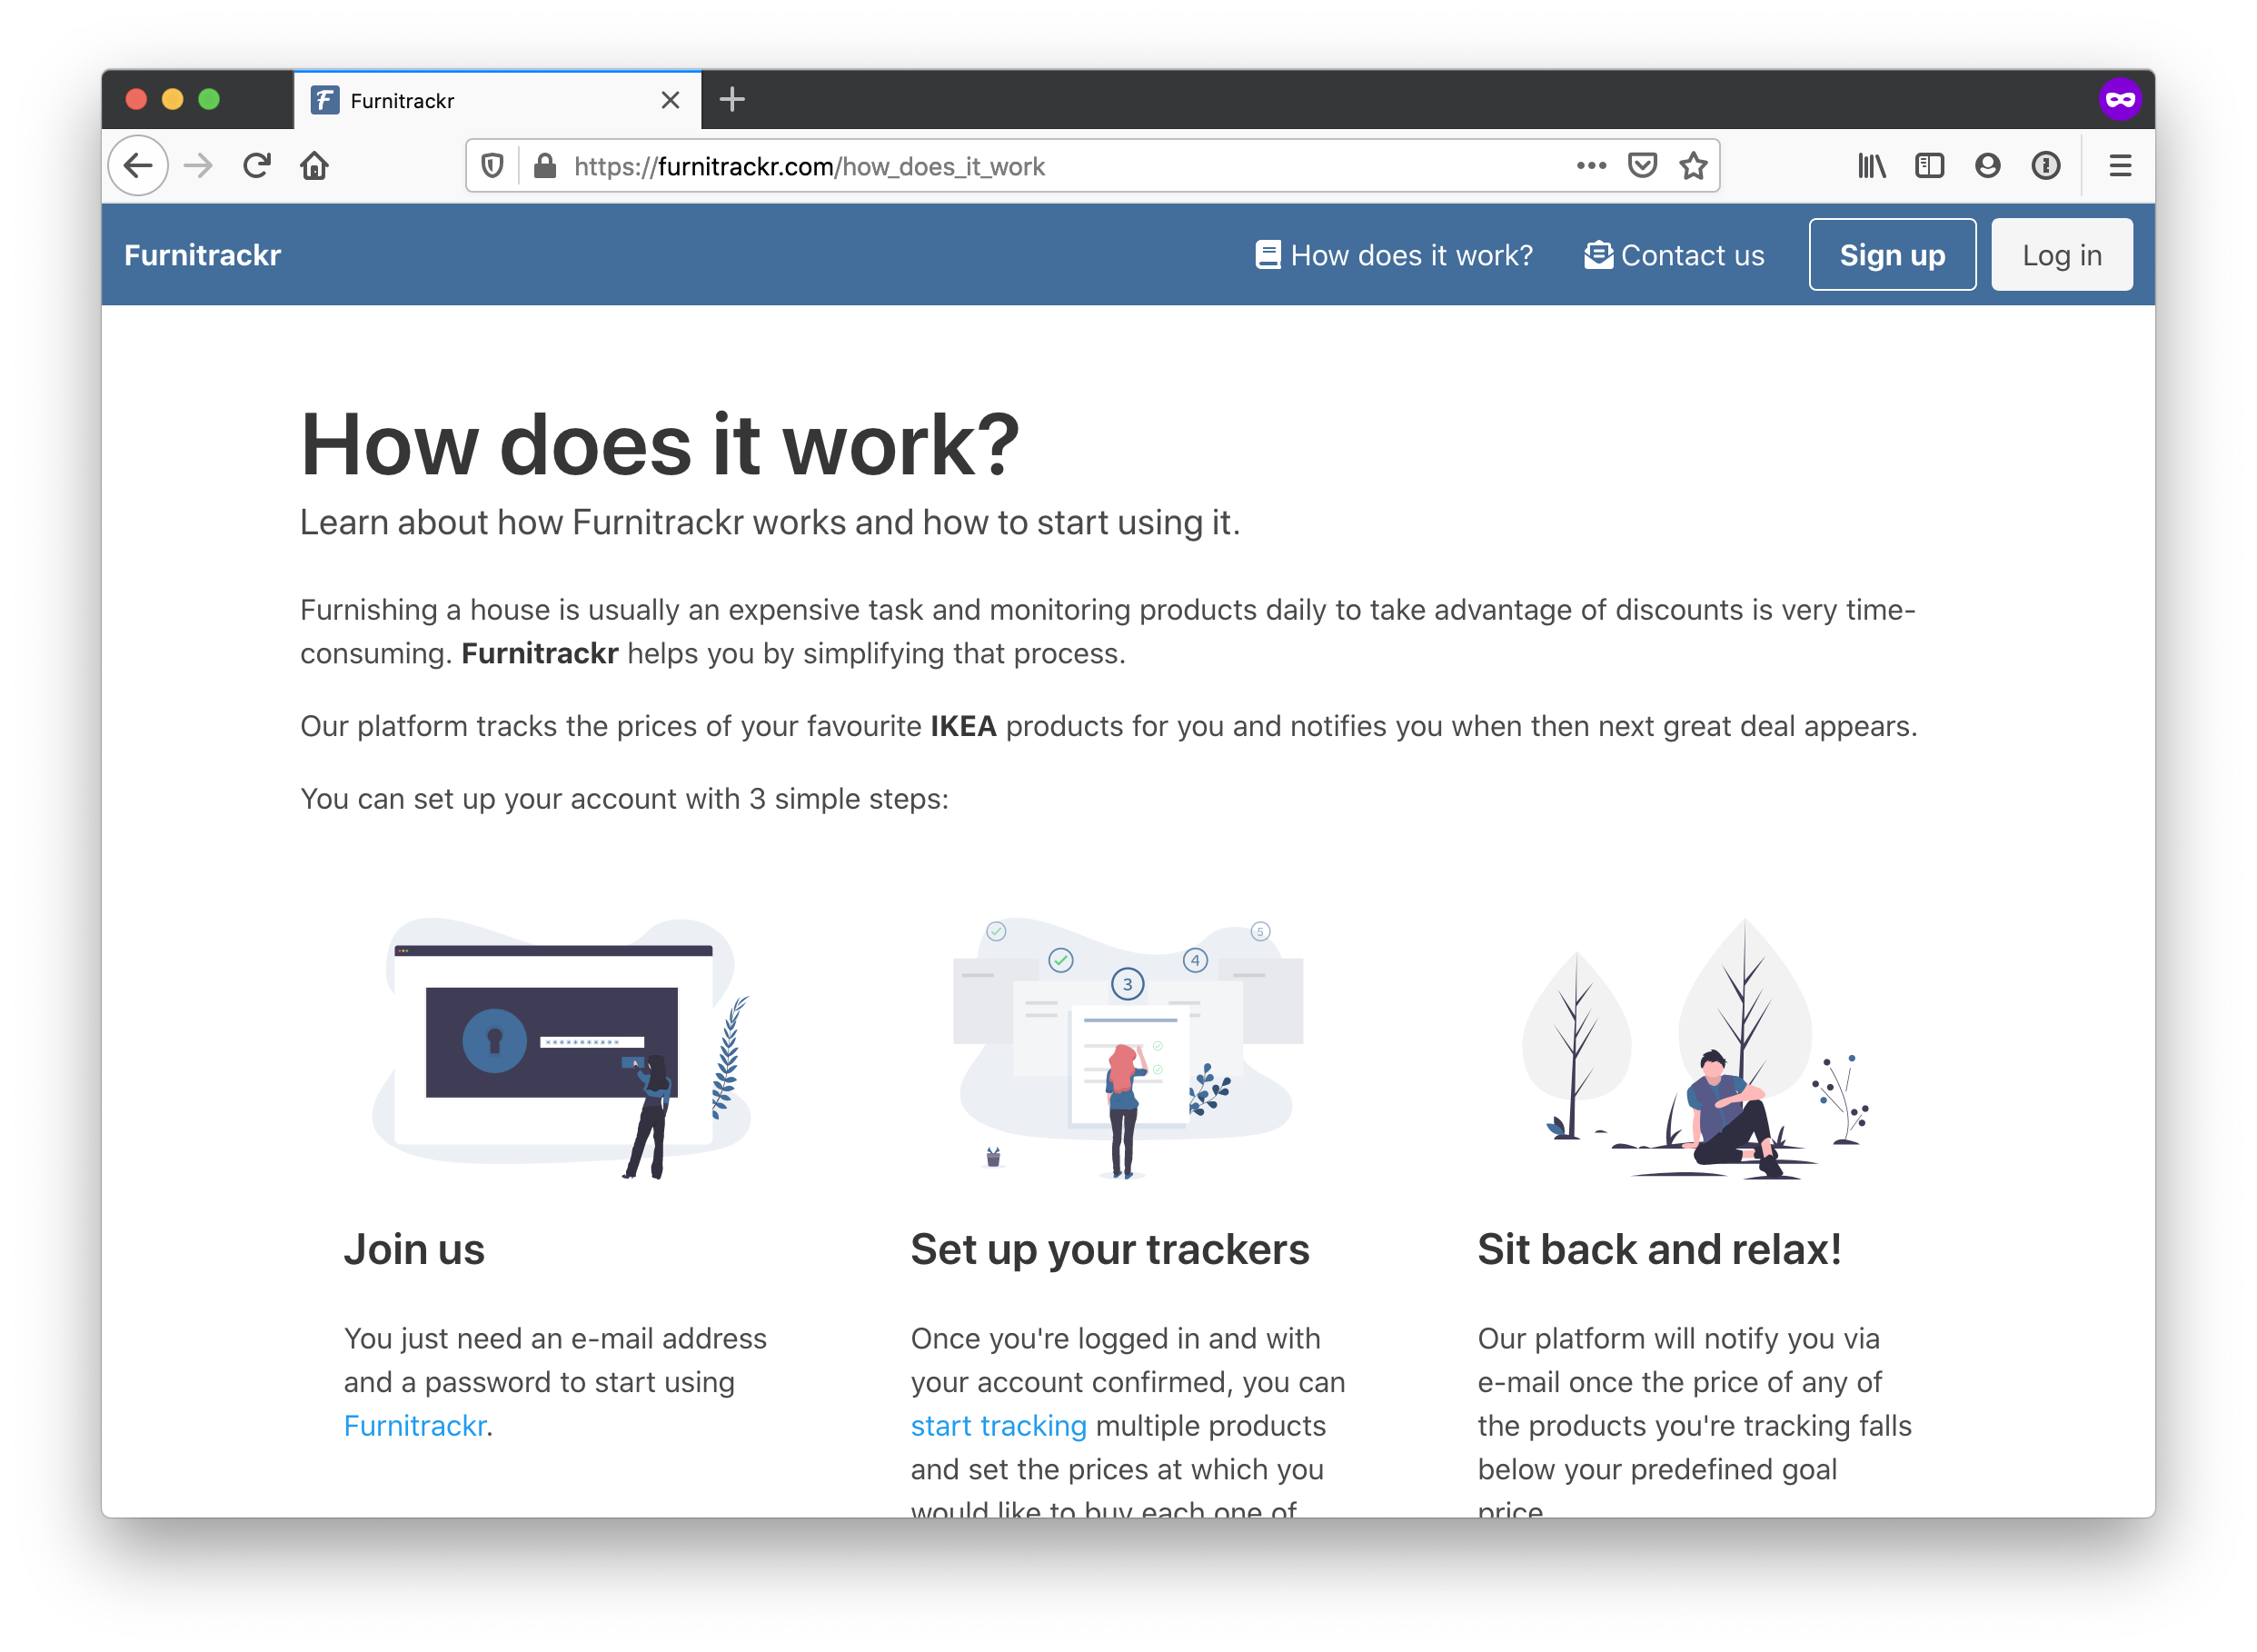 Furnitrackr
https://furnitrackr.com/how_does_it_work
Furnitrackr
How does it work?
Contact us
Sign up
Log in
How does it work?
Learn about how Furnitrackr works and how to start using it.
Furnishing a house is usually an expensive task and monitoring products daily to take advantage of discounts is very time-
consuming. Furnitrackr helps you by simplifying that process.
Our platform tracks the prices of your favourite IKEA products for you and notifies you when then next great deal appears.
You can set up your account with 3 simple steps:
3
4
5
Join us
You just need an e-mail address
and a password to start using
Furnitrackr.
Set up your trackers
Once you're logged in and with
your account confirmed, you can
start tracking multiple products
and set the prices at which you
would like to buy each one of
Sit back and relax!
Our platform will notify you via
e-mail once the price of any of
the products you're tracking falls
below your predefined goal
price